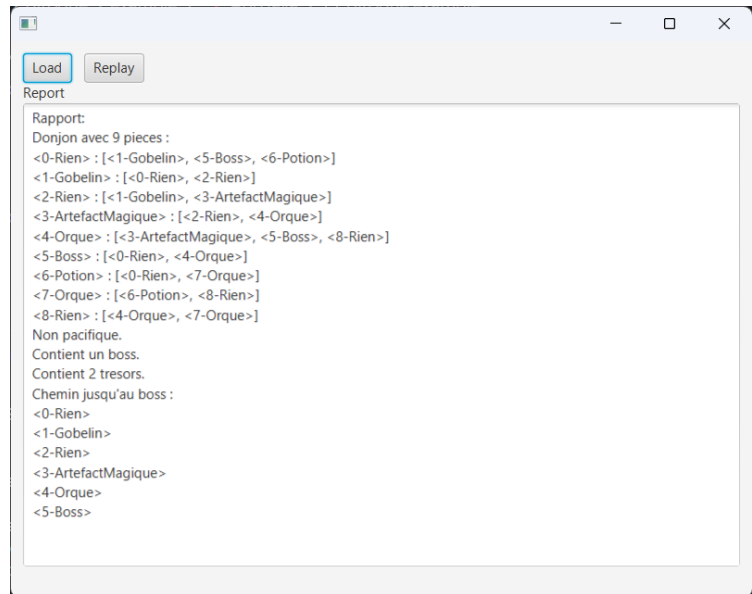 Load Replay
Report
Rapport:
Donjon avec 9 pieces :
<0-Rien> : [<1-Gobelin>, <5-Boss>, <6-Potion>]
<1-Gobelin> : [<0-Rien>, <2-Rien>]
<2-Rien> : [<1-Gobelin>, <3-ArtefactMagique>]
<3-ArtefactMagique> : [<2-Rien>, <4-Orque>]
<4-Orque> : [<3-ArtefactMagique>, <5-Boss>, <8-Rien>]
<5-Boss> : [<0-Rien>, <4-Orque>]
<6-Potion> : [<0-Rien>, <7-Orque>]
<7-Orque> : [<6-Potion>, <8-Rien>]
<8-Rien> : [<4-Orque>, <7-Orque>]
Non pacifique.
Contient un boss.
Contient 2 tresors.
Chemin jusqu'au boss :
<0-Rien>
<1-Gobelin>
<2-Rien>
<3-ArtefactMagique>
<4-Orque>
<5-Boss>